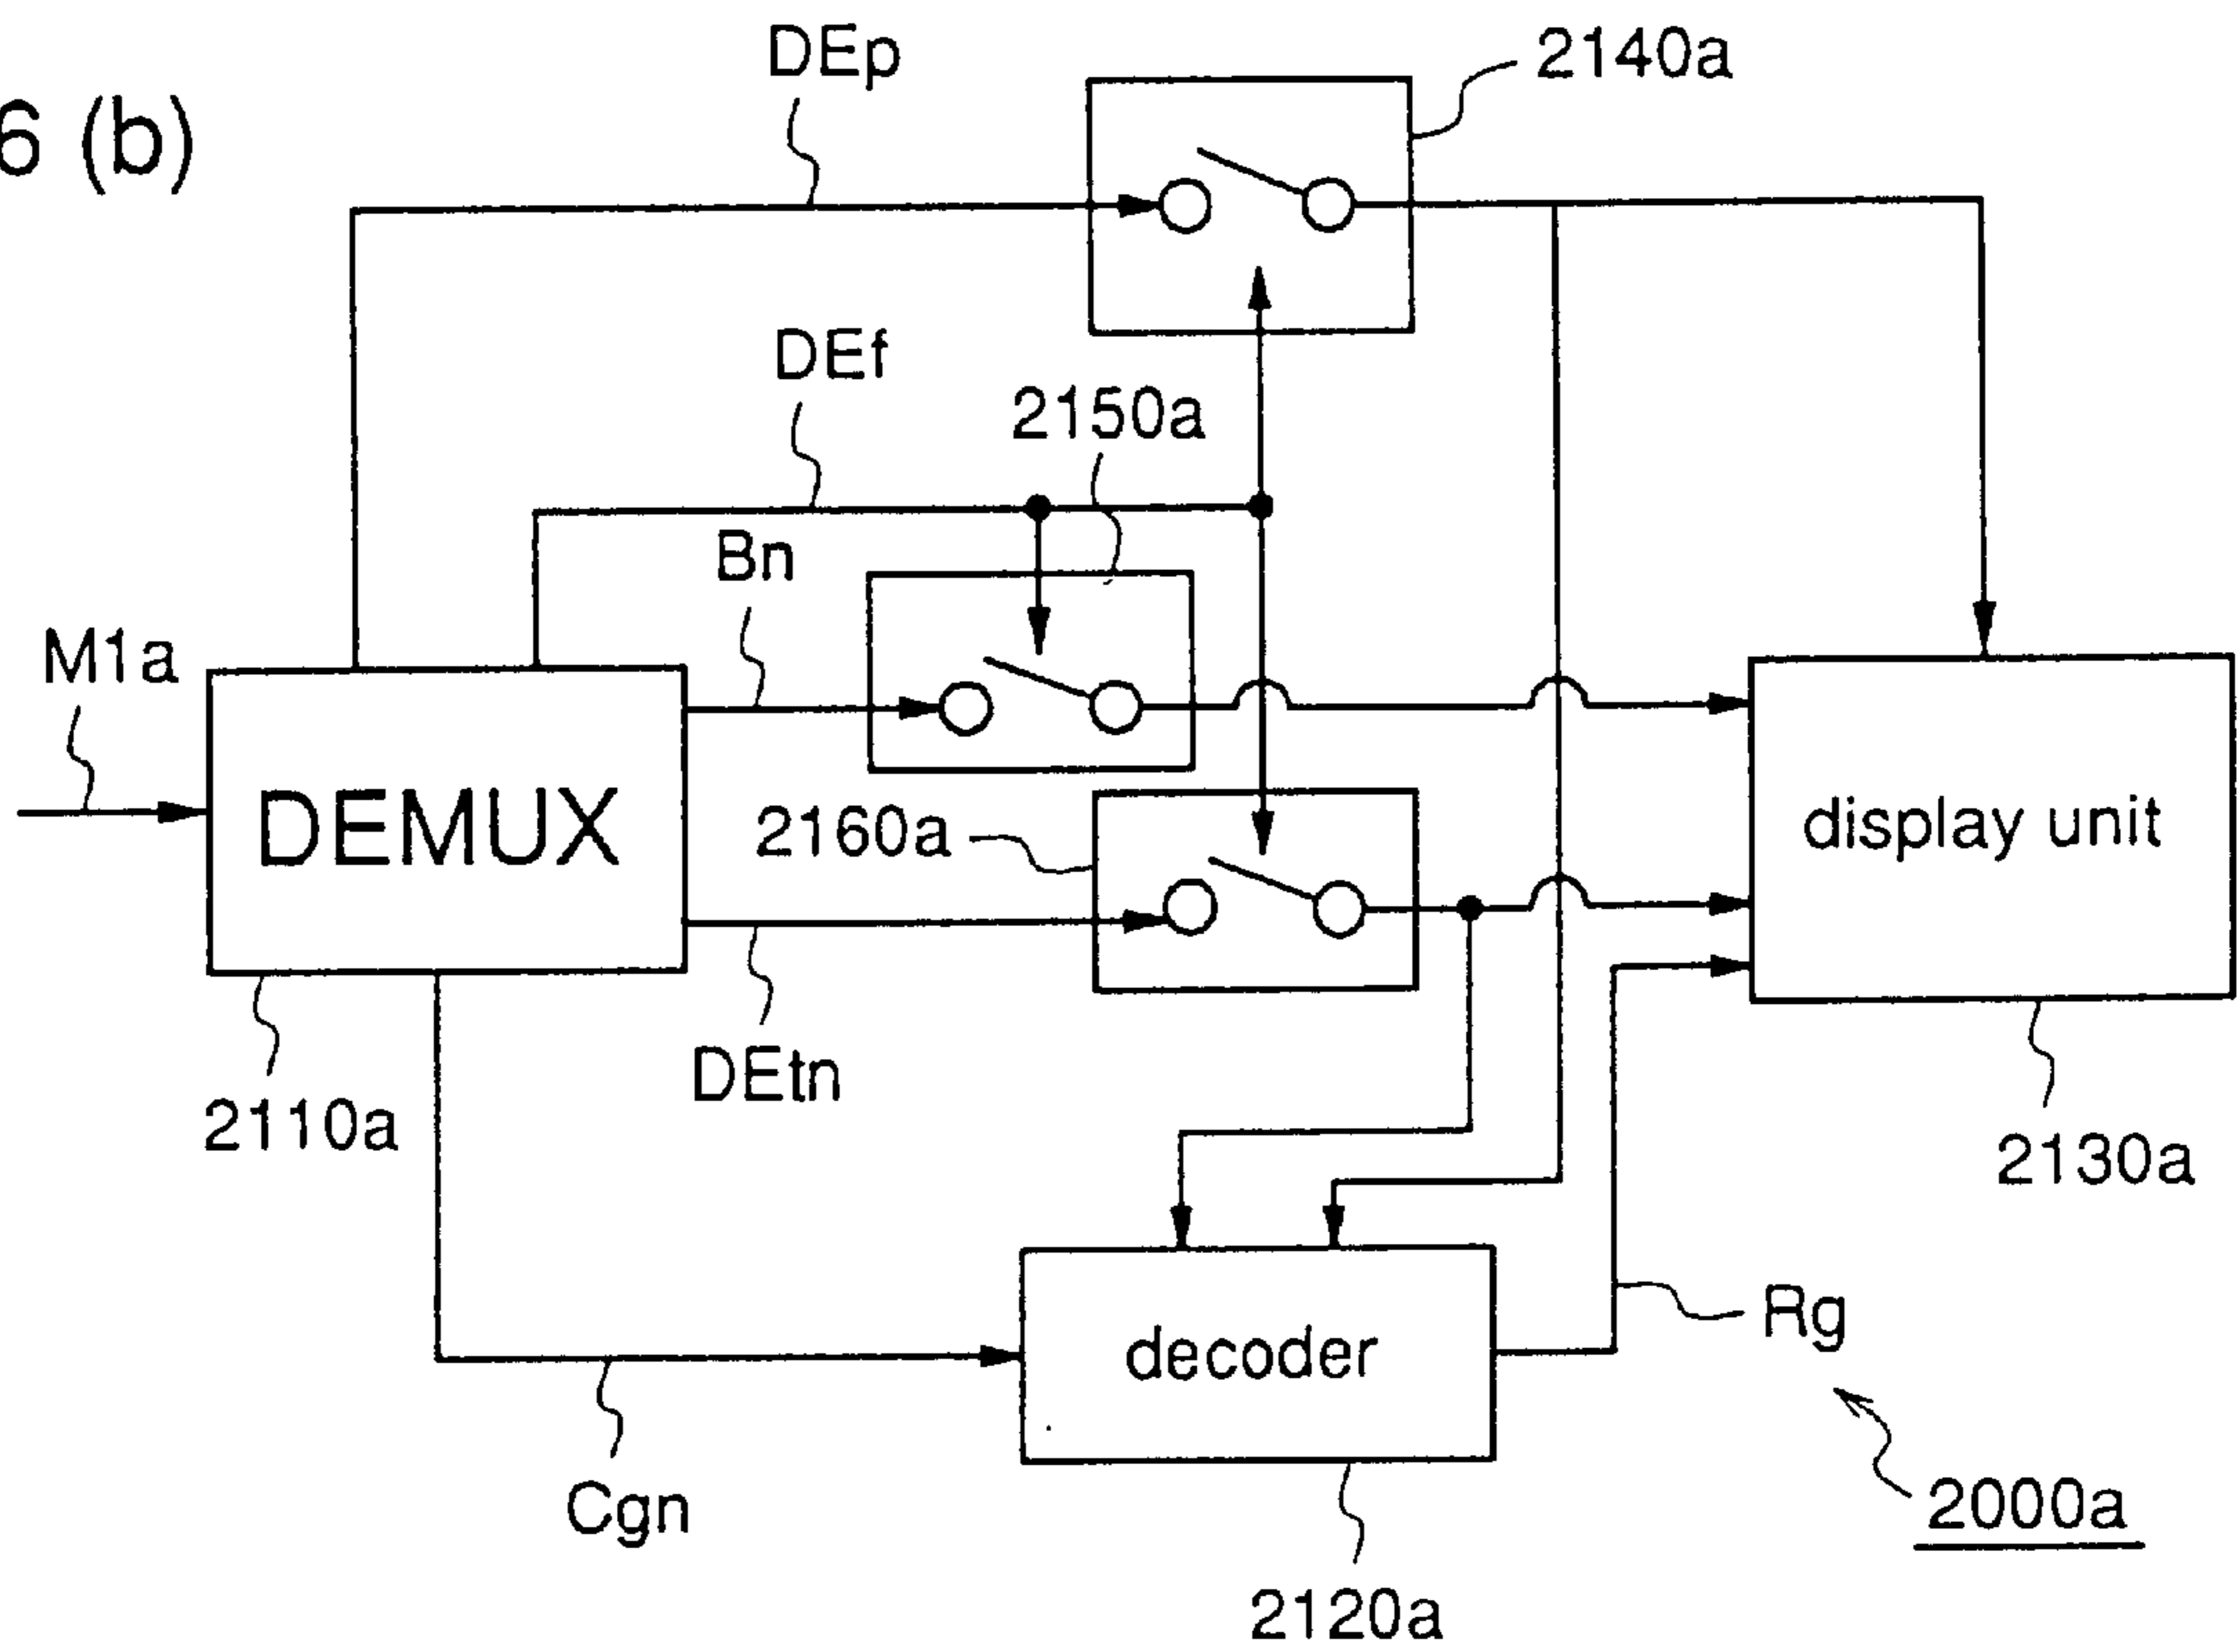 6 (b)
DEp
2140a
DEf
2150a
Bn
M1a
DEMUX
2160a
display unit
DEtn
2110a
2130a
Rg
decoder
Cgn
2000a
2120a